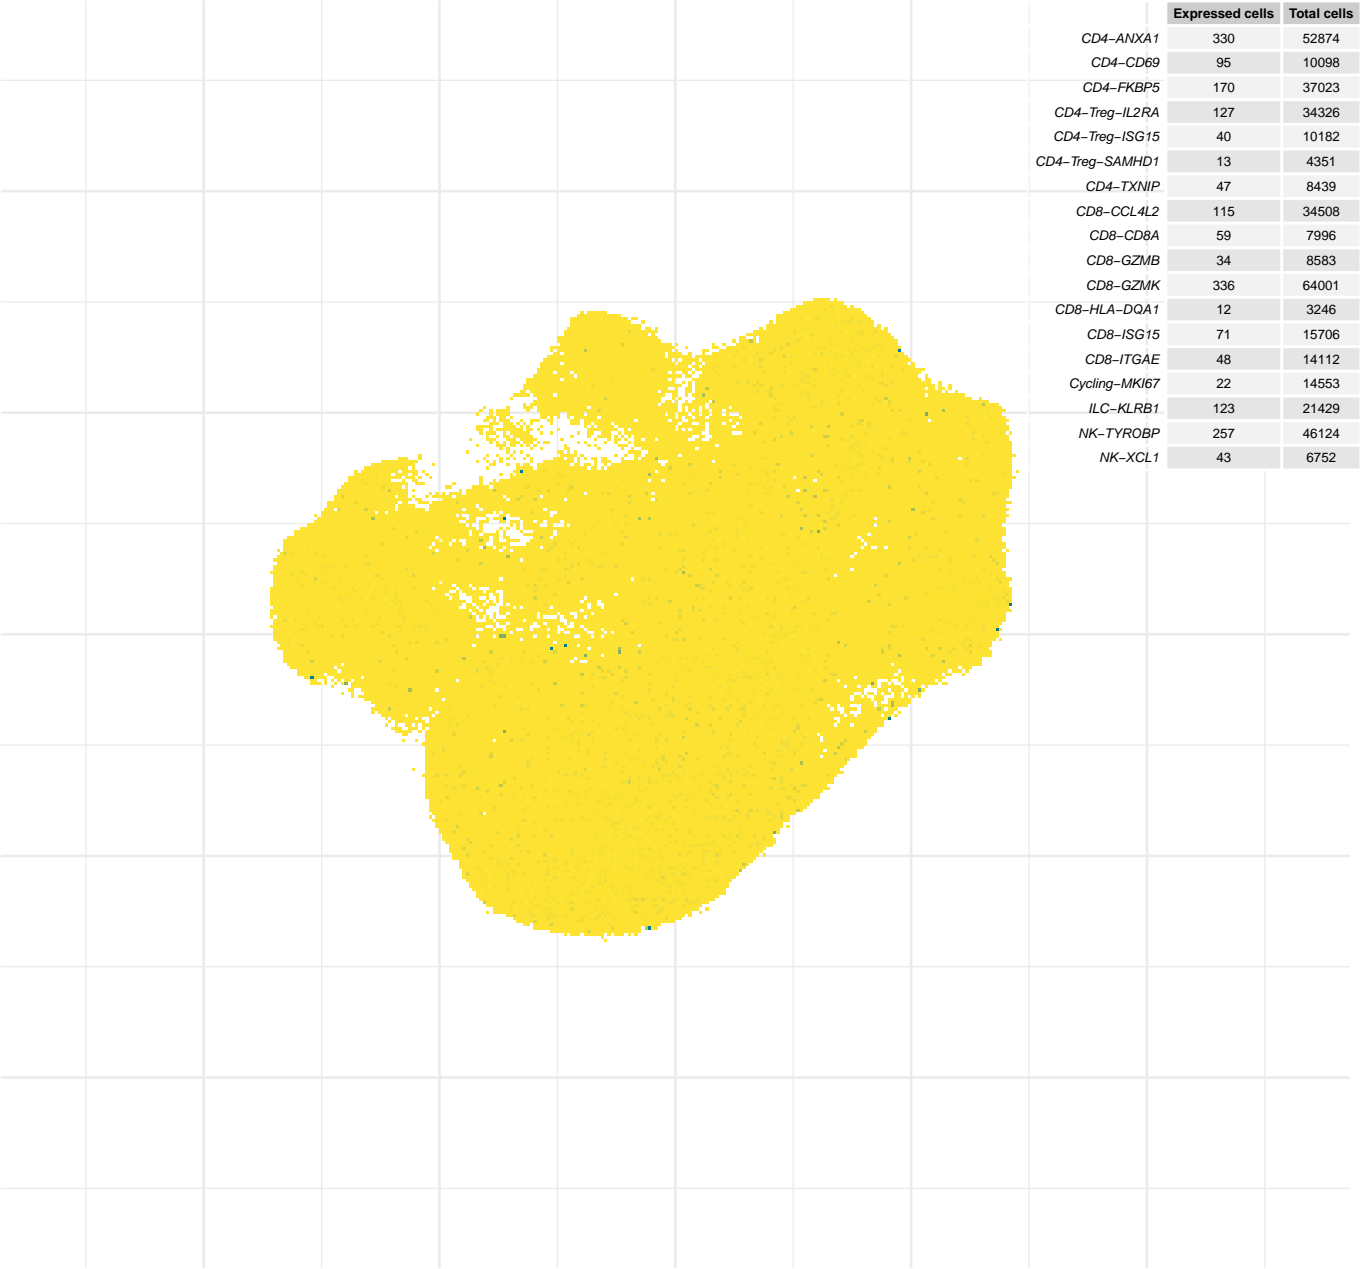 Expressed cells Total cells
CD4−ANXA1 330 52874
CD4−CD69 95 10098
CD4−FKBP5 170 37023
CD4−Treg−IL2RA 127 34326
CD4−Treg−ISG15 40 10182
CD4−Treg−SAMHD1 13 4351
CD4−TXNIP 47 8439
CD8−CCL4L2 115 34508
CD8−CD8A 59 7996
CD8−GZMB 34 8583
CD8−GZMK 336 64001
CD8−HLA−DQA1 12 3246
CD8−ISG15 71 15706
CD8−ITGAE 48 14112
Cycling−MKI67 22 14553
ILC−KLRB1 123 21429
NK−TYROBP 257 46124
NK−XCL1 43 6752